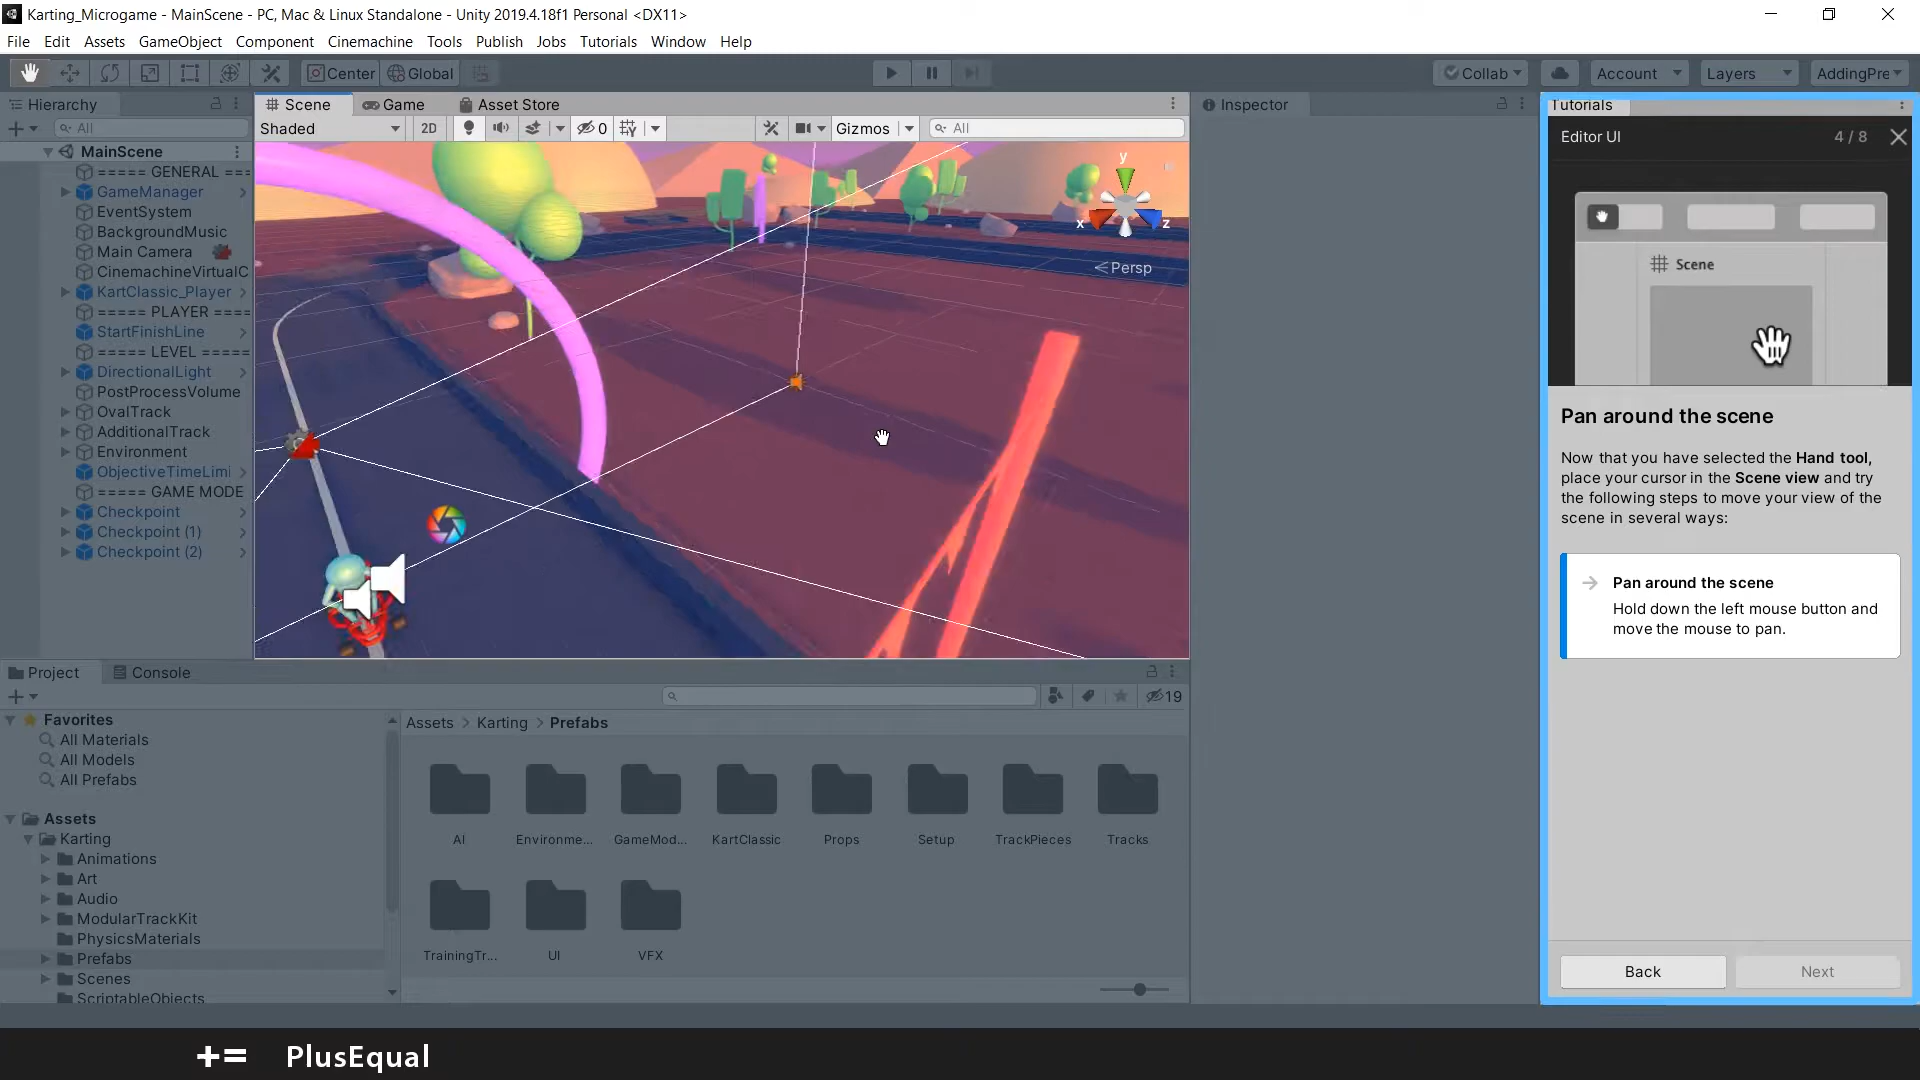 Karting_Microgame - MainScene - PC, Mac & Linux Standalone - Unity 2019.4.18f1 Personal <DX11>
File Edit Assets GameObject Component Cinemachine Tools Publish Jobs Tutorials Window Help
Center Global Collab Account Layers AddingPre
Hierarchy
All
MainScene
===== GENERAL ===
GameManager
EventSystem
BackgroundMusic
Main Camera
CinemachineVirtualC
KartClassic_Player
===== PLAYER ====
StartFinishLine
===== LEVEL =====
DirectionalLight
PostProcessVolume
OvalTrack
AdditionalTrack
Environment
ObjectiveTimeLimi
===== GAME MODE
Checkpoint
Checkpoint (1)
Checkpoint (2)
Scene Game Asset Store
Shaded 2D 0 Gizmos All
y
x z
Persp
Inspector
Tutorials
Editor UI 4 / 8
Scene
Pan around the scene
Now that you have selected the Hand tool,
place your cursor in the Scene view and try
the following steps to move your view of the
scene in several ways:
Pan around the scene
Hold down the left mouse button and
move the mouse to pan.
Back Next
Project Console
19
Favorites
All Materials
All Models
All Prefabs
Assets
Karting
Animations
Art
Audio
ModularTrackKit
PhysicsMaterials
Prefabs
Scenes
ScriptableObjects
Assets > Karting > Prefabs
AI Environme... GameMod... KartClassic Props Setup TrackPieces Tracks
TrainingTr... UI VFX
+= PlusEqual